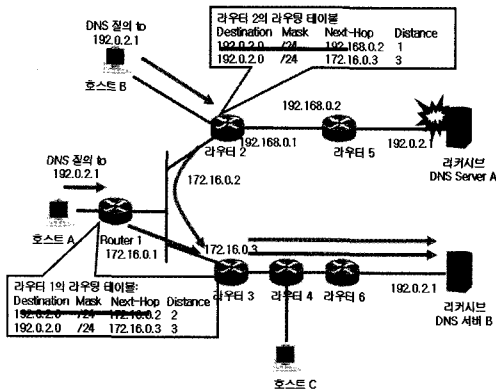 DNS 질의 to
192.0.2.1
호스트 B
라우터 2의 라우팅 테이블
Destination Mask Next-Hop Distance
192.0.2.0 /24 192.168.0.2 1
192.0.2.0 /24 172.16.0.3 3
192.168.0.2
라우터 2
192.168.0.1
라우터 5
192.0.2.1
리커시브
DNS Server A
DNS 질의 to
192.0.2.1
172.16.0.2
호스트 A
Router 1
172.16.0.1
172.16.0.3
라우터 3
라우터 4
라우터 6
192.0.2.1
리커시브
DNS 서버 B
라우터 1의 라우팅 테이블:
Destination Mask Next-Hop Distance
192.0.2.0 /24 172.16.0.2 2
192.0.2.0 /24 172.16.0.3 3
호스트 C